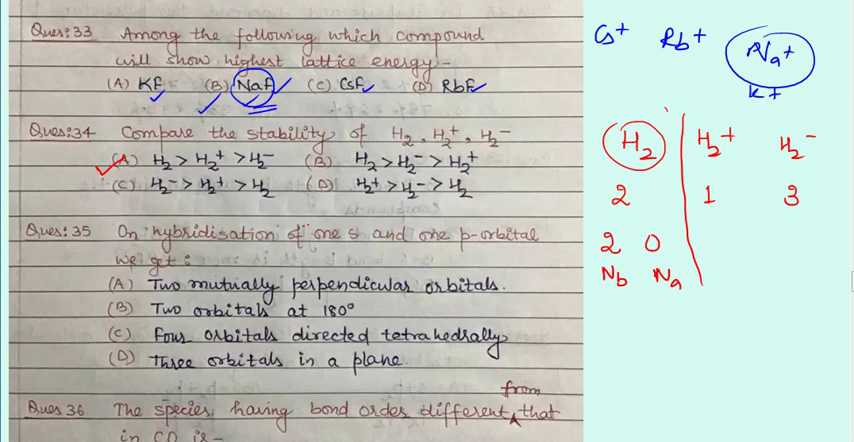 Ques:33 Among the following which compound
will show highest lattice energy:-
(A) KF (B) NaF (C) CsF (D) RbF
Ques:34 Compare the stability of H₂, H₂⁺, H₂⁻
(A) H₂ > H₂⁺ > H₂⁻ (B) H₂ > H₂⁻ > H₂⁺
(C) H₂⁻ > H₂⁺ > H₂ (D) H₂⁺ > H₂⁻ > H₂
Ques:35 On hybridisation of one s and one p-orbital
we get:
(A) Two mutually perpendicular orbitals.
(B) Two orbitals at 180°
(C) Four orbitals directed tetrahedrally
(D) Three orbitals in a plane.
Ques 36 The species, having bond order different from that
in CO is-
Cs⁺ Rb⁺ Na⁺
K⁺
H₂ H₂⁺ H₂⁻
2 1 3
2 0
Nb Na